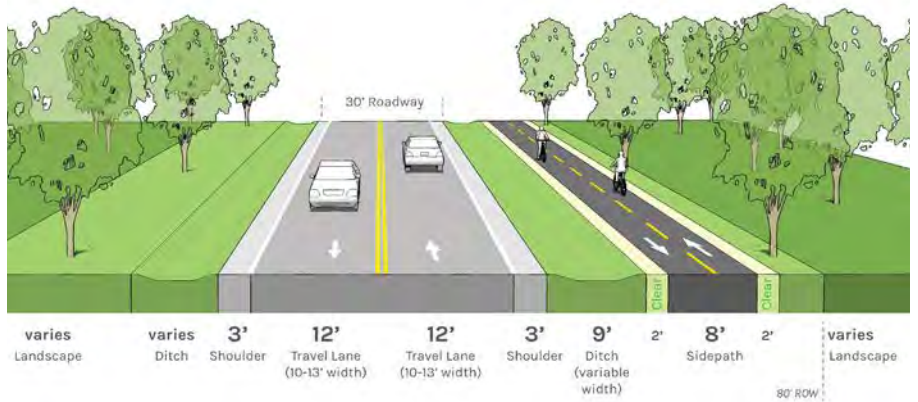 30' Roadway
Clear
Clear
varies
Landscape
varies
Ditch
3'
Shoulder
12'
Travel Lane
(10-13' width)
12'
Travel Lane
(10-13' width)
3'
Shoulder
9'
Ditch
(variable
width)
2'
8'
Sidepath
2'
varies
Landscape
80' ROW